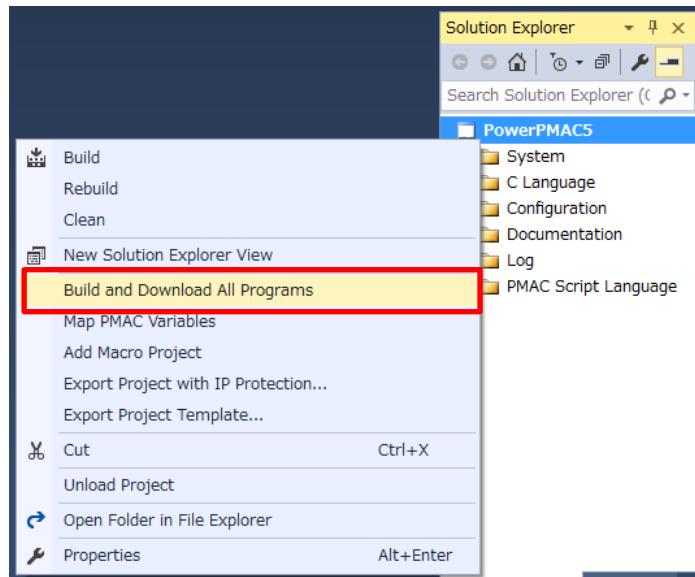 Solution Explorer
Search Solution Explorer ((
PowerPMAC5
System
C Language
Configuration
Documentation
Log
PMAC Script Language
Build
Rebuild
Clean
New Solution Explorer View
Build and Download All Programs
Map PMAC Variables
Add Macro Project
Export Project with IP Protection...
Export Project Template...
Cut Ctrl+X
Unload Project
Open Folder in File Explorer
Properties Alt+Enter